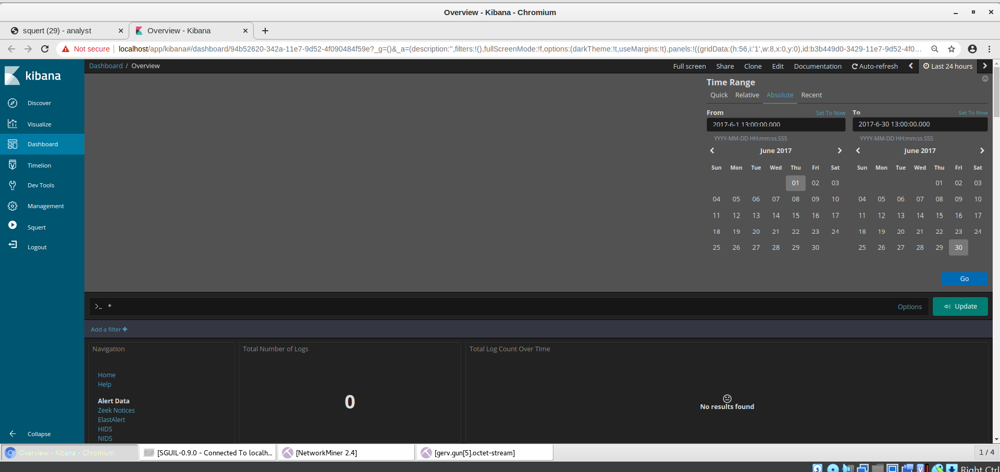 Overview - Kibana - Chromium
squert (29) - analyst
Overview - Kibana
Not secure
localhost/app/kibana#/dashboard/94b52620-342a-11e7-9d52-4f090484f59e?_g=()&_a=(description:'',filters:!(),fullScreenMode:!f,options:(darkTheme:!t,useMargins:!t),panels:!((gridData:(h:56,i:'1',w:8,x:0,y:0),id:b3b449d0-3429-11e7-9d52-4f0...
kibana
Discover
Visualize
Dashboard
Timelion
Dev Tools
Management
Squert
Logout
Collapse
Dashboard / Overview
Full screen Share Clone Edit Documentation Auto-refresh Last 24 hours
Time Range
Quick Relative Absolute Recent
From Set To Now
2017-6-1 13:00:00.000
YYYY-MM-DD HH:mm:ss.SSS
June 2017
Sun Mon Tue Wed Thu Fri Sat
01 02 03
04 05 06 07 08 09 10
11 12 13 14 15 16 17
18 19 20 21 22 23 24
25 26 27 28 29 30
To Set To Now
2017-6-30 13:00:00.000
YYYY-MM-DD HH:mm:ss.SSS
June 2017
Sun Mon Tue Wed Thu Fri Sat
01 02 03
04 05 06 07 08 09 10
11 12 13 14 15 16 17
18 19 20 21 22 23 24
25 26 27 28 29 30
Go
>_ *
Options
Update
Add a filter +
Navigation
Home
Help
Alert Data
Zeek Notices
ElastAlert
HIDS
NIDS
Total Number of Logs
0
Total Log Count Over TIme
No results found
Overview - Kibana - Chromium
[SGUIL-0.9.0 - Connected To localh...
[NetworkMiner 2.4]
[gerv.gun[5].octet-stream]
1 / 4
Right Ctrl